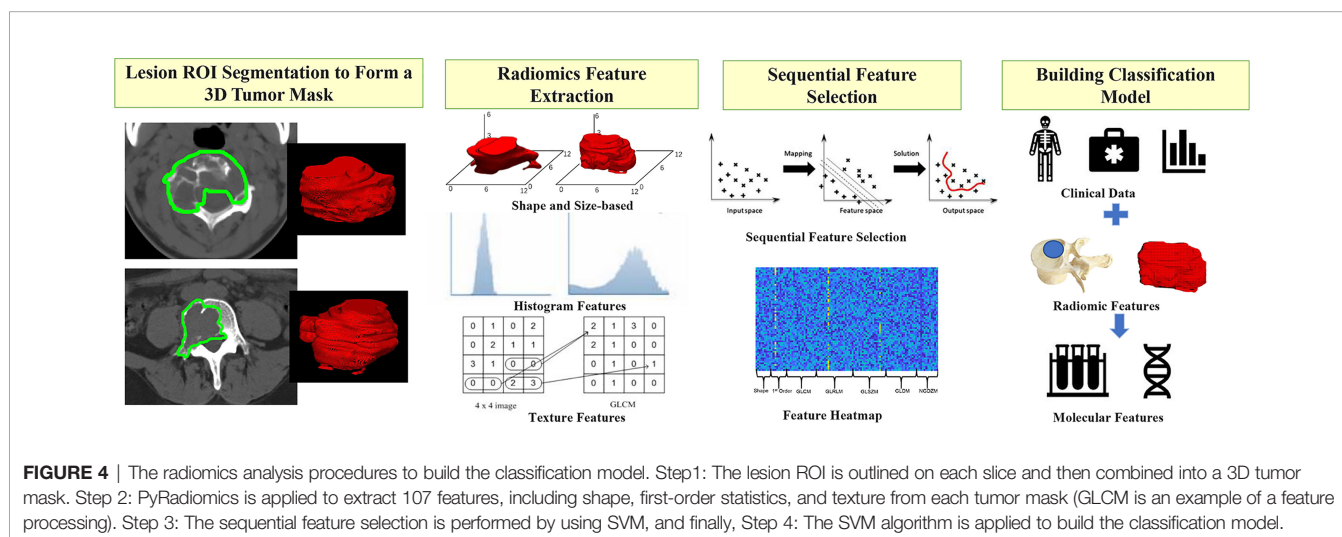 Lesion ROI Segmentation to Form a
3D Tumor Mask
Radiomics Feature
Extraction
6
3
12
6
0
6
12
6
3
12
6
0
6
12
Shape and Size-based
Histogram Features
0 1 0 2
0 2 1 1
3 1 0 0
0 0 2 3
4 x 4 image
2 1 3 0
2 1 0 0
0 1 0 1
0 1 0 0
GLCM
Texture Features
Sequential Feature
Selection
Mapping
Solution
Input space
Feature space
Output space
Sequential Feature Selection
Shape 1st Order GLCM GLRLM GLSZM GLDM NGDZM
Feature Heatmap
Building Classification
Model
Clinical Data
Radiomic Features
Molecular Features
FIGURE 4 | The radiomics analysis procedures to build the classification model. Step1: The lesion ROI is outlined on each slice and then combined into a 3D tumor
mask. Step 2: PyRadiomics is applied to extract 107 features, including shape, first-order statistics, and texture from each tumor mask (GLCM is an example of a feature
processing). Step 3: The sequential feature selection is performed by using SVM, and finally, Step 4: The SVM algorithm is applied to build the classification model.